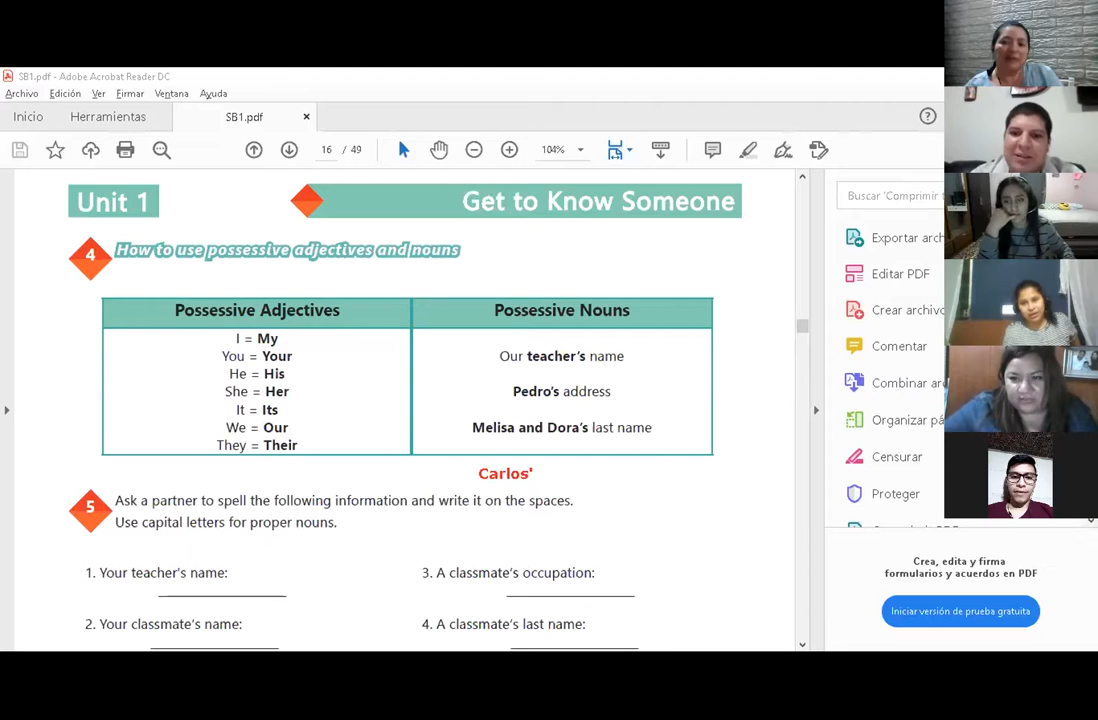 SB1.pdf - Adobe Acrobat Reader DC
Archivo Edición Ver Firmar Ventana Ayuda
Inicio Herramientas SB1.pdf ×
16 / 49 104%
Unit 1 Get to Know Someone
4 How to use possessive adjectives and nouns
Possessive Adjectives Possessive Nouns
I = My
You = Your Our teacher's name
He = His
She = Her Pedro's address
It = Its
We = Our Melisa and Dora's last name
They = Their
Carlos'
5 Ask a partner to spell the following information and write it on the spaces.
Use capital letters for proper nouns.
1. Your teacher's name: 3. A classmate's occupation:
2. Your classmate's name: 4. A classmate's last name:
Buscar 'Comprimir
Exportar arch
Editar PDF
Crear archivo
Comentar
Combinar arc
Organizar pá
Censurar
Proteger
Crea, edita y firma
formularios y acuerdos en PDF
Iniciar versión de prueba gratuita